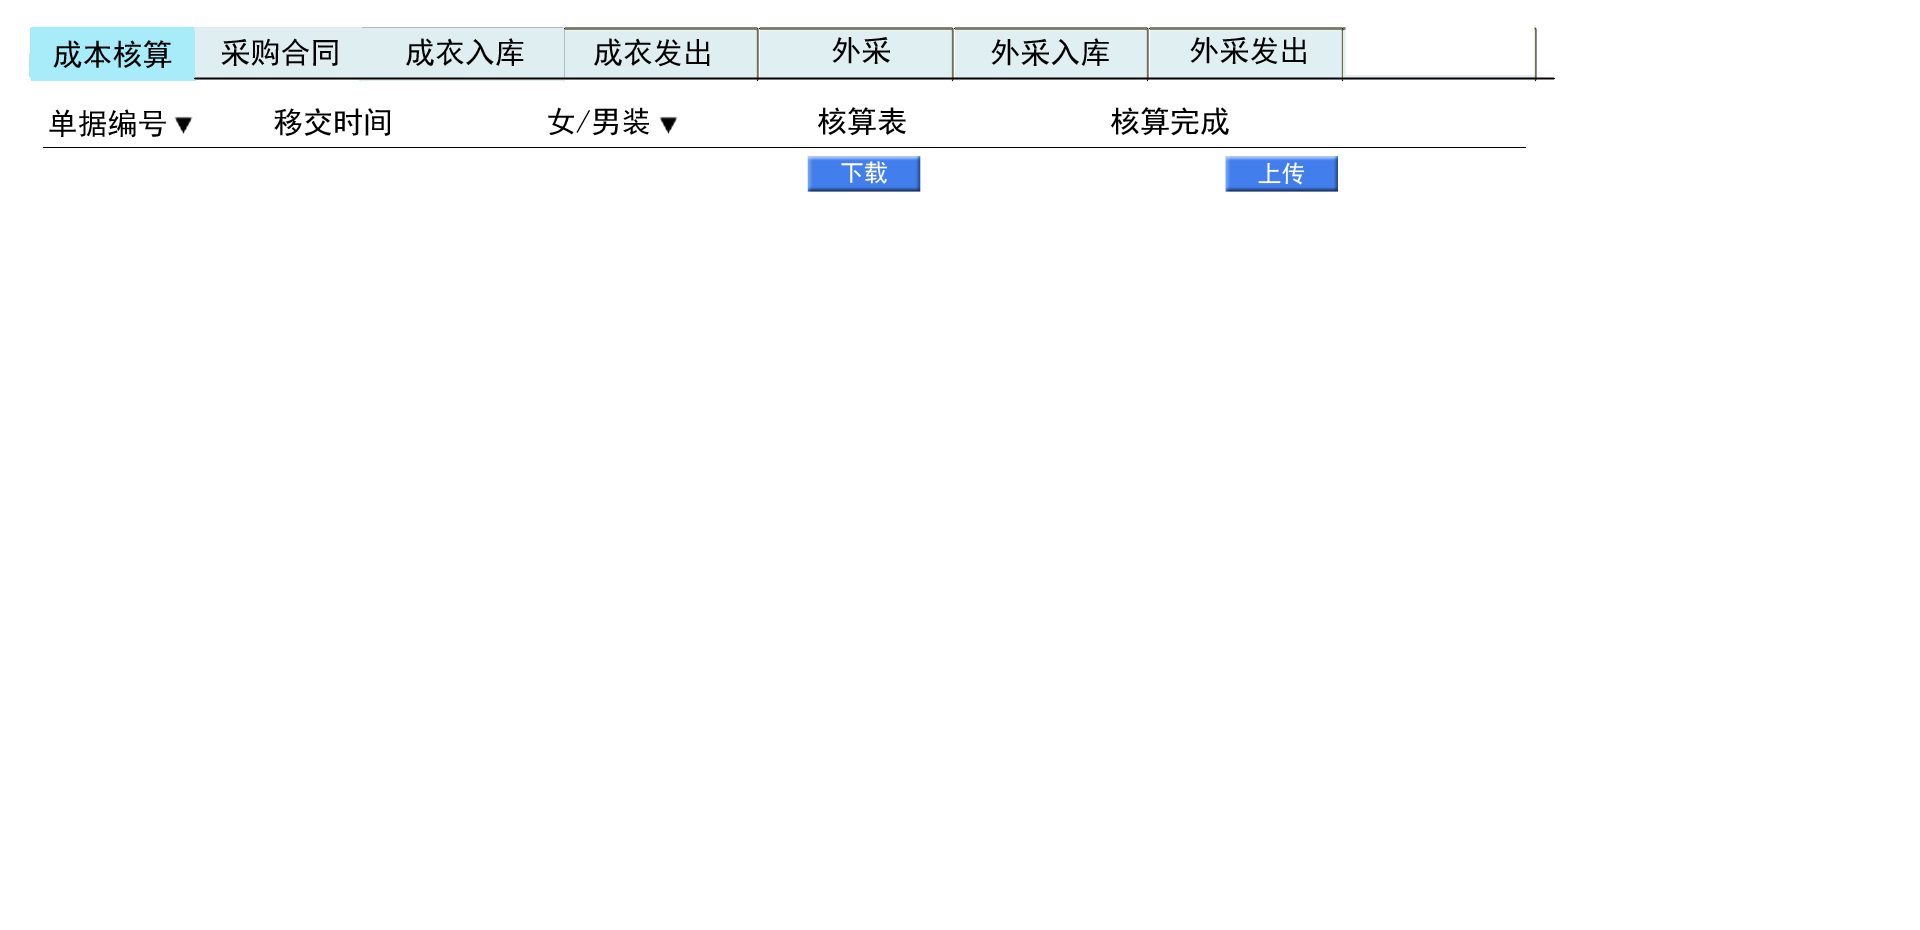 成本核算 采购合同 成衣入库 成衣发出 外采 外采入库 外采发出
单据编号▼ 移交时间 女/男装▼ 核算表 核算完成
下载 上传